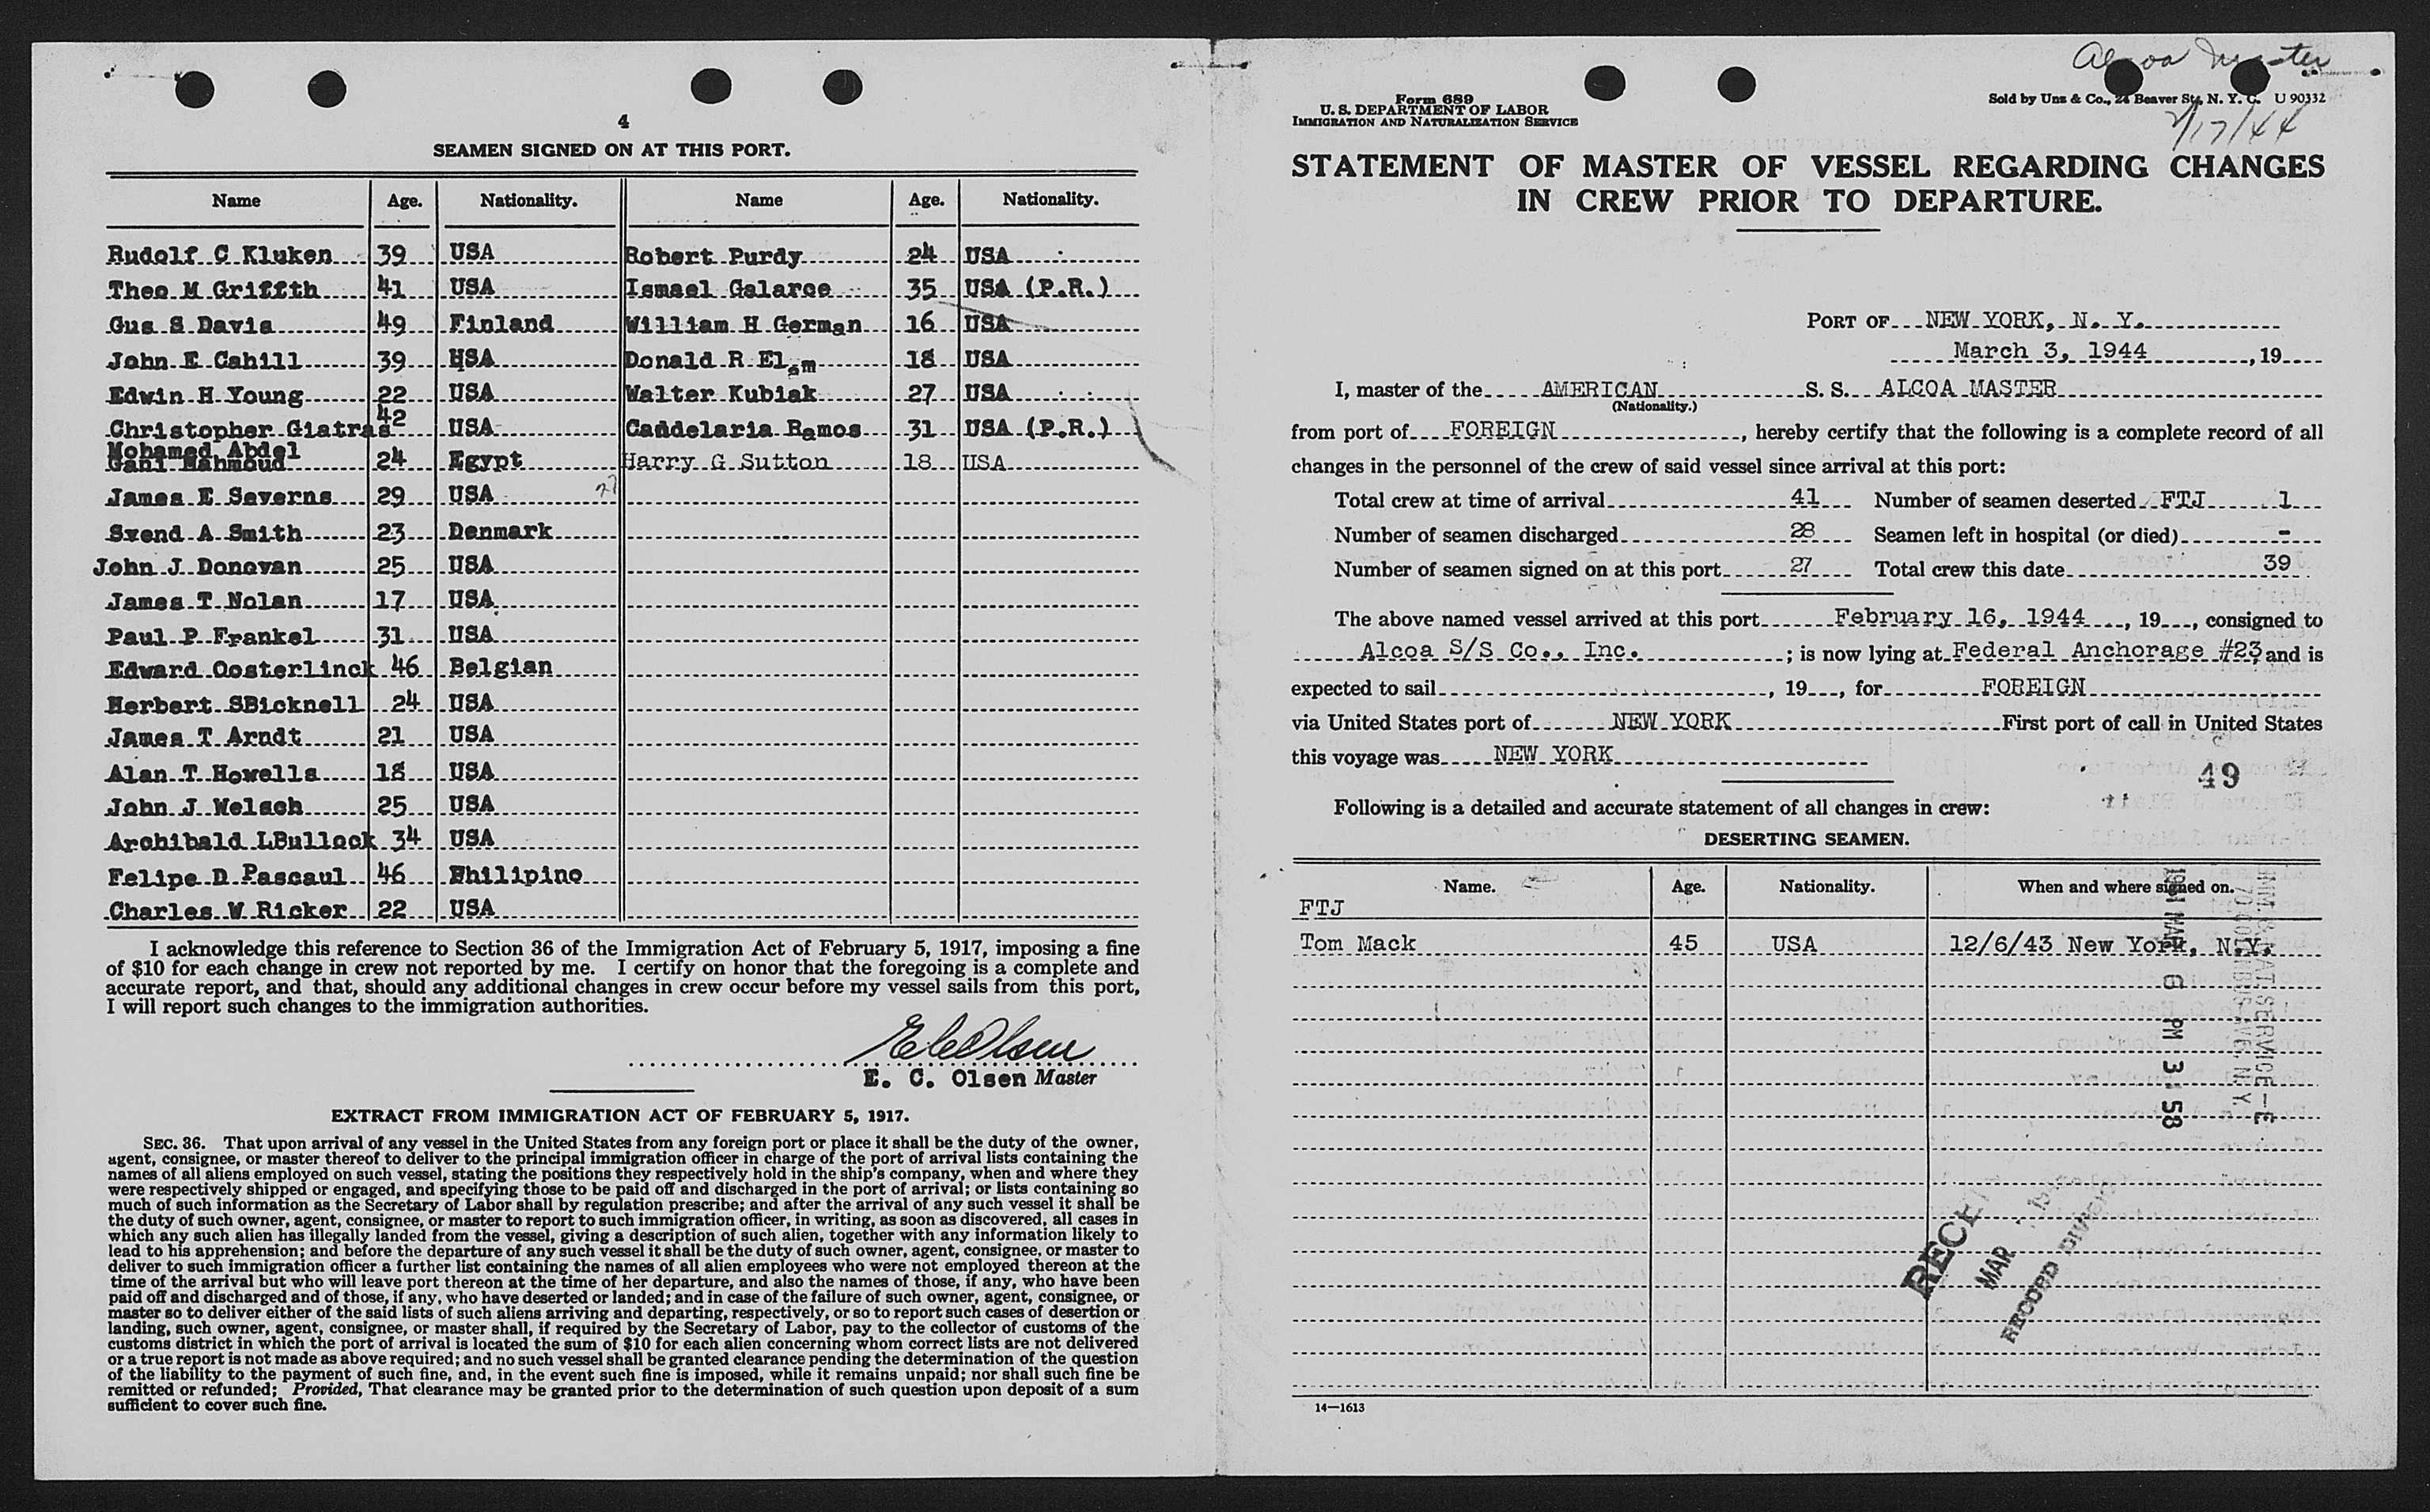 4
SEAMEN SIGNED ON AT THIS PORT.
Name Age. Nationality. Name Age. Nationality.
Rudolf C Kluken 39 USA Robert Purdy 24 USA
Theo M Griffth 41 USA Ismael Galarce 35 USA (P.R.)
Gus S Davis 49 Finland William H German 16 USA
John E Cahill 39 USA Donald R Elsm 18 USA
Edwin H Young 22 USA Walter Kubiak 27 USA
Christopher Giatras 42 USA Candelaria Ramos 31 USA (P.R.)
Mohamed Abdel
Gani Mahmoud 24 Egypt Harry G Sutton 18 USA
James E Severns 29 USA 27
Svend A Smith 23 Denmark
John J Donovan 25 USA
James T Nolan 17 USA
Paul P Frankel 31 USA
Edward Oosterlinck 46 Belgian
Herbert SBicknell 24 USA
James T Arndt 21 USA
Alan T Howells 18 USA
John J Welsch 25 USA
Archibald LBullock 34 USA
Felipe D Pascaul 46 Philipino
Charles W Ricker 22 USA
I acknowledge this reference to Section 36 of the Immigration Act of February 5, 1917, imposing a fine
of $10 for each change in crew not reported by me. I certify on honor that the foregoing is a complete and
accurate report, and that, should any additional changes in crew occur before my vessel sails from this port,
I will report such changes to the immigration authorities.
E C Olsen
E. C. Olsen Master
EXTRACT FROM IMMIGRATION ACT OF FEBRUARY 5, 1917.
SEC. 36. That upon arrival of any vessel in the United States from any foreign port or place it shall be the duty of the owner,
agent, consignee, or master thereof to deliver to the principal immigration officer in charge of the port of arrival lists containing the
names of all aliens employed on such vessel, stating the positions they respectively hold in the ship's company, when and where they
were respectively shipped or engaged, and specifying those to be paid off and discharged in the port of arrival; or lists containing so
much of such information as the Secretary of Labor shall by regulation prescribe; and after the arrival of any such vessel it shall be
the duty of such owner, agent, consignee, or master to report to such immigration officer, in writing, as soon as discovered, all cases in
which any such alien has illegally landed from the vessel, giving a description of such alien, together with any information likely to
lead to his apprehension; and before the departure of any such vessel it shall be the duty of such owner, agent, consignee, or master to
deliver to such immigration officer a further list containing the names of all alien employees who were not employed thereon at the
time of the arrival but who will leave port thereon at the time of her departure, and also the names of those, if any, who have been
paid off and discharged and of those, if any, who have deserted or landed; and in case of the failure of such owner, agent, consignee, or
master so to deliver either of the said lists of such aliens arriving and departing, respectively, or so to report such cases of desertion or
landing, such owner, agent, consignee, or master shall, if required by the Secretary of Labor, pay to the collector of customs of the
customs district in which the port of arrival is located the sum of $10 for each alien concerning whom correct lists are not delivered
or a true report is not made as above required; and no such vessel shall be granted clearance pending the determination of the question
of the liability to the payment of such fine, and, in the event such fine is imposed, while it remains unpaid; nor shall such fine be
remitted or refunded; Provided, That clearance may be granted prior to the determination of such question upon deposit of a sum
sufficient to cover such fine.
Alcoa Master
Form 689
U. S. DEPARTMENT OF LABOR
IMMIGRATION AND NATURALIZATION SERVICE
Sold by Unz & Co., 24 Beaver St., N. Y. C. U 90332
2/17/44
STATEMENT OF MASTER OF VESSEL REGARDING CHANGES
IN CREW PRIOR TO DEPARTURE.
PORT OF NEW YORK, N. Y.
March 3, 1944, 19
I, master of the AMERICAN S. S. ALCOA MASTER
(Nationality.)
from port of FOREIGN, hereby certify that the following is a complete record of all
changes in the personnel of the crew of said vessel since arrival at this port:
Total crew at time of arrival 41 Number of seamen deserted FTJ 1
Number of seamen discharged 28 Seamen left in hospital (or died) -
Number of seamen signed on at this port 27 Total crew this date 39
The above named vessel arrived at this port February 16, 1944, 19, consigned to
Alcoa S/S Co., Inc. ; is now lying at Federal Anchorage #23 and is
expected to sail, 19, for FOREIGN
via United States port of NEW YORK First port of call in United States
this voyage was NEW YORK
49
Following is a detailed and accurate statement of all changes in crew:
DESERTING SEAMEN.
Name. Age. Nationality. When and where signed on.
FTJ
Tom Mack 45 USA 12/6/43 New York, N.Y.
1944 MAR 6 PM 3:58
RECEI
MAR
RECORD DIVISION
14—1613